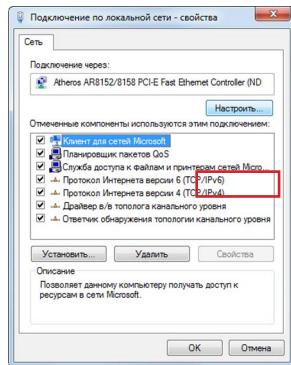 Подключение по локальной сети - свойства
Сеть
Подключение через:
Atheros AR8152/8158 PCI-E Fast Ethernet Controller (ND
Настроить...
Отмеченные компоненты используются этим подключением:
Клиент для сетей Microsoft
Планировщик пакетов QoS
Служба доступа к файлам и принтерам сетей Micro...
Протокол Интернета версии 6 (TCP/IPv6)
Протокол Интернета версии 4 (TCP/IPv4)
Драйвер в/в тополога канального уровня
Ответчик обнаружения топологии канального уровня
Установить... Удалить Свойства
Описание
Позволяет данному компьютеру получать доступ к
ресурсам в сети Microsoft.
OK Отмена